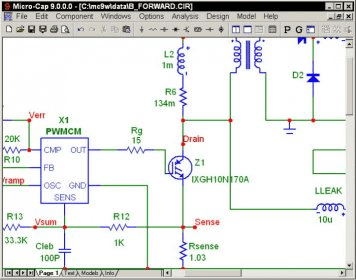 Micro-Cap 9.0.0.0 - [C:\mc9w\data\B_FORWARD.CIR]
File Edit Component Windows Options Analysis Design Model Help
L2
1m
R6
134m
D2
Verr
X1
PWMCM
Rg
15
Drain
20K
R10
CMP OUT
FB
OSC GND
SENS
Z1
IXGH10N170A
Vramp
LLEAK
10u
R13
33.3K
Vsum
R12
1K
Sense
Cleb
100P
Rsense
1.03
Page 1 Text Models Info